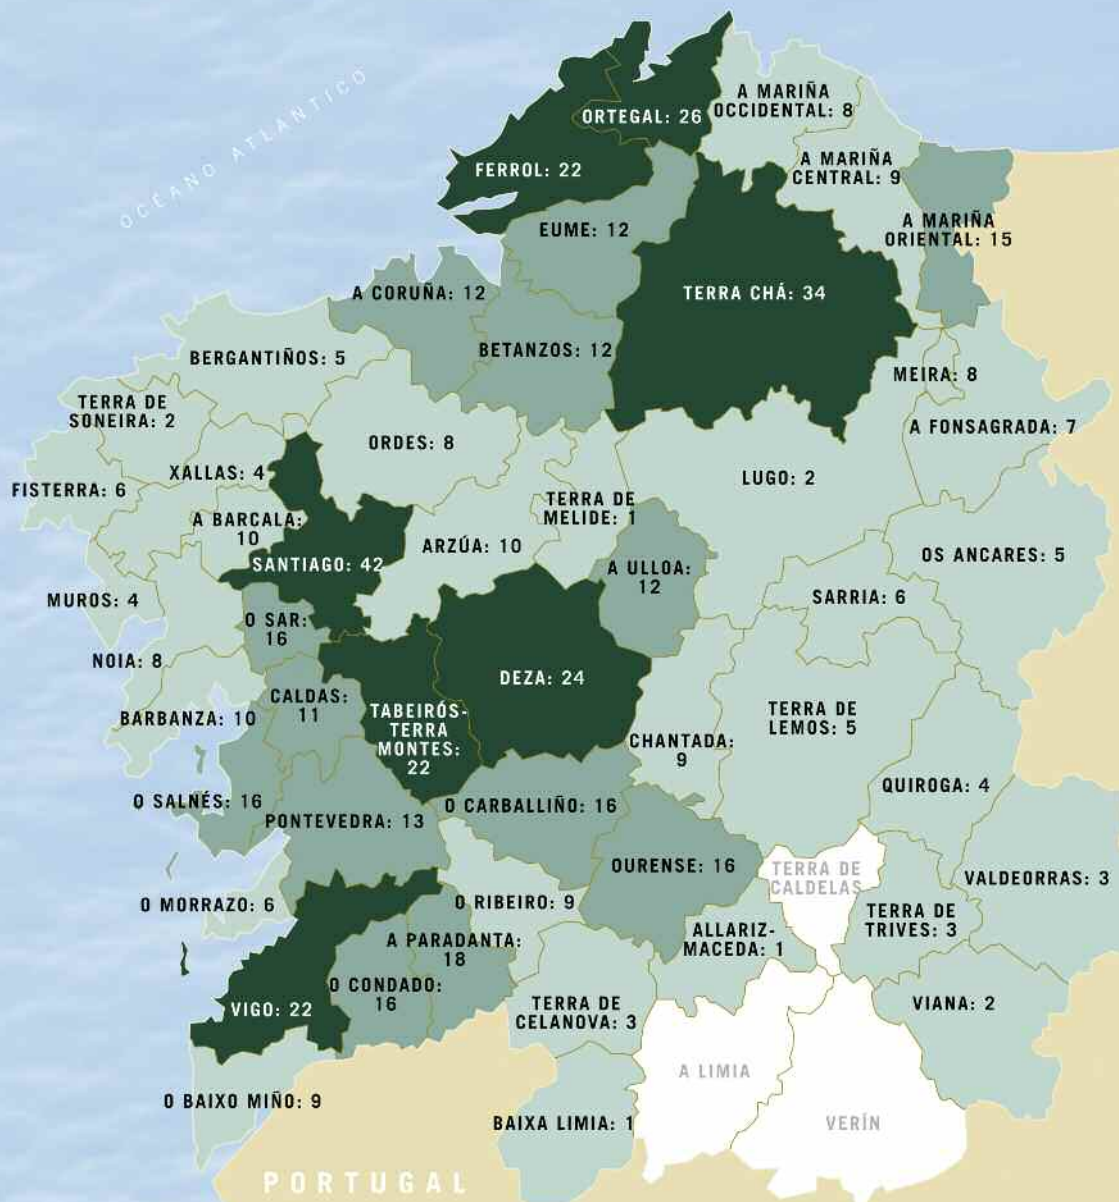 OCÉANO ATLÁNTICO
A MARIÑA
OCCIDENTAL: 8
ORTEGAL: 26
FERROL: 22
A MARIÑA
CENTRAL: 9
EUME: 12
A MARIÑA
ORIENTAL: 15
A CORUÑA: 12
TERRA CHÁ: 34
BERGANTIÑOS: 5
BETANZOS: 12
MEIRA: 8
TERRA DE
SONEIRA: 2
ORDES: 8
A FONSAGRADA: 7
XALLAS: 4
LUGO: 2
FISTERRA: 6
TERRA DE
MELIDE: 1
A BARCALA:
10
ARZÚA: 10
OS ANCARES: 5
SANTIAGO: 42
A ULLOA:
12
SARRIA: 6
MUROS: 4
O SAR:
16
NOIA: 8
DEZA: 24
CALDAS:
11
BARBANZA: 10
TABEIRÓS-
TERRA
MONTES:
22
TERRA DE
LEMOS: 5
CHANTADA:
9
QUIROGA: 4
O SALNÉS: 16
PONTEVEDRA: 13
O CARBALLIÑO: 16
OURENSE: 16
TERRA DE
CALDELAS
VALDEORRAS: 3
O MORRAZO: 6
O RIBEIRO: 9
TERRA DE
TRIVES: 3
A PARADANTA:
18
ALLARIZ-
MACEDA: 1
O CONDADO:
16
VIGO: 22
TERRA DE
CELANOVA: 3
VIANA: 2
A LIMIA
O BAIXO MIÑO: 9
BAIXA LIMIA: 1
VERÍN
PORTUGAL